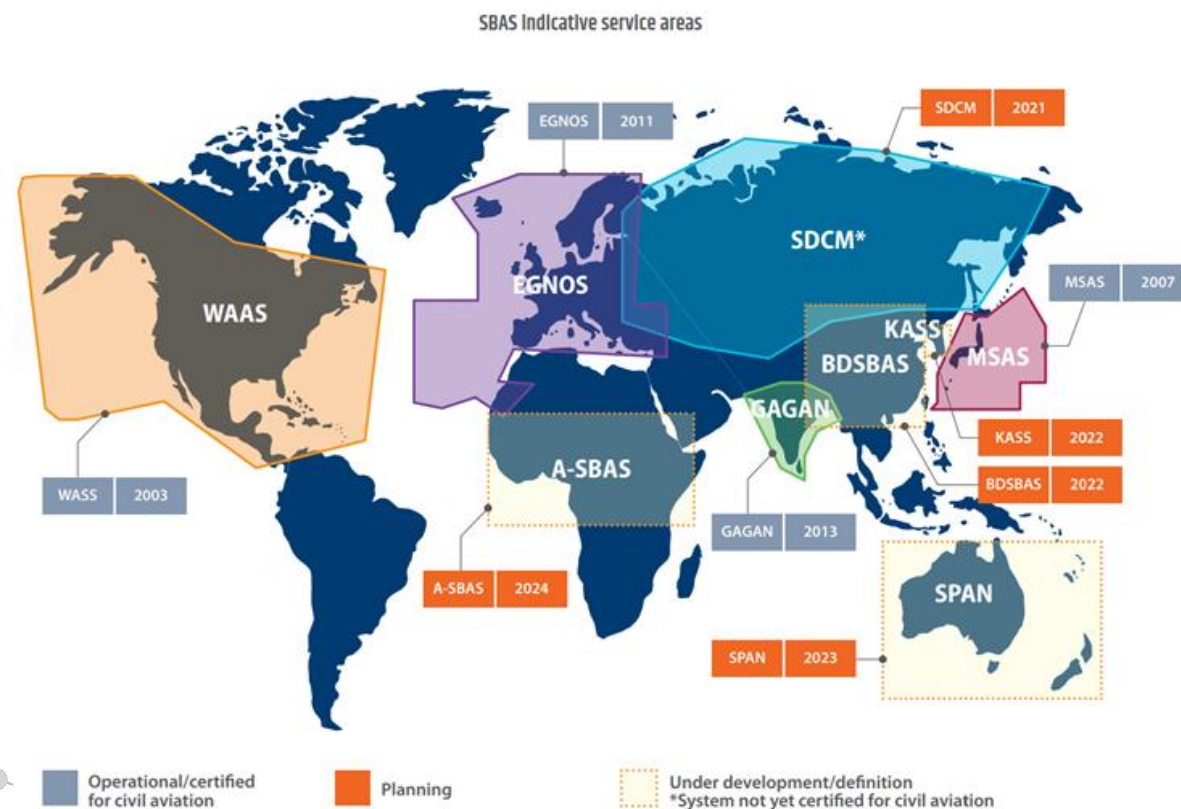 SBAS indicative service areas
EGNOS 2011
SDCM 2021
SDCM*
MSAS 2007
WAAS
EGNOS
KASS
MSAS
BDSBAS
GAGAN
A-SBAS
KASS 2022
BDSBAS 2022
WASS 2003
GAGAN 2013
A-SBAS 2024
SPAN
SPAN 2023
Operational/certified
for civil aviation
Planning
Under development/definition
*System not yet certified for civil aviation